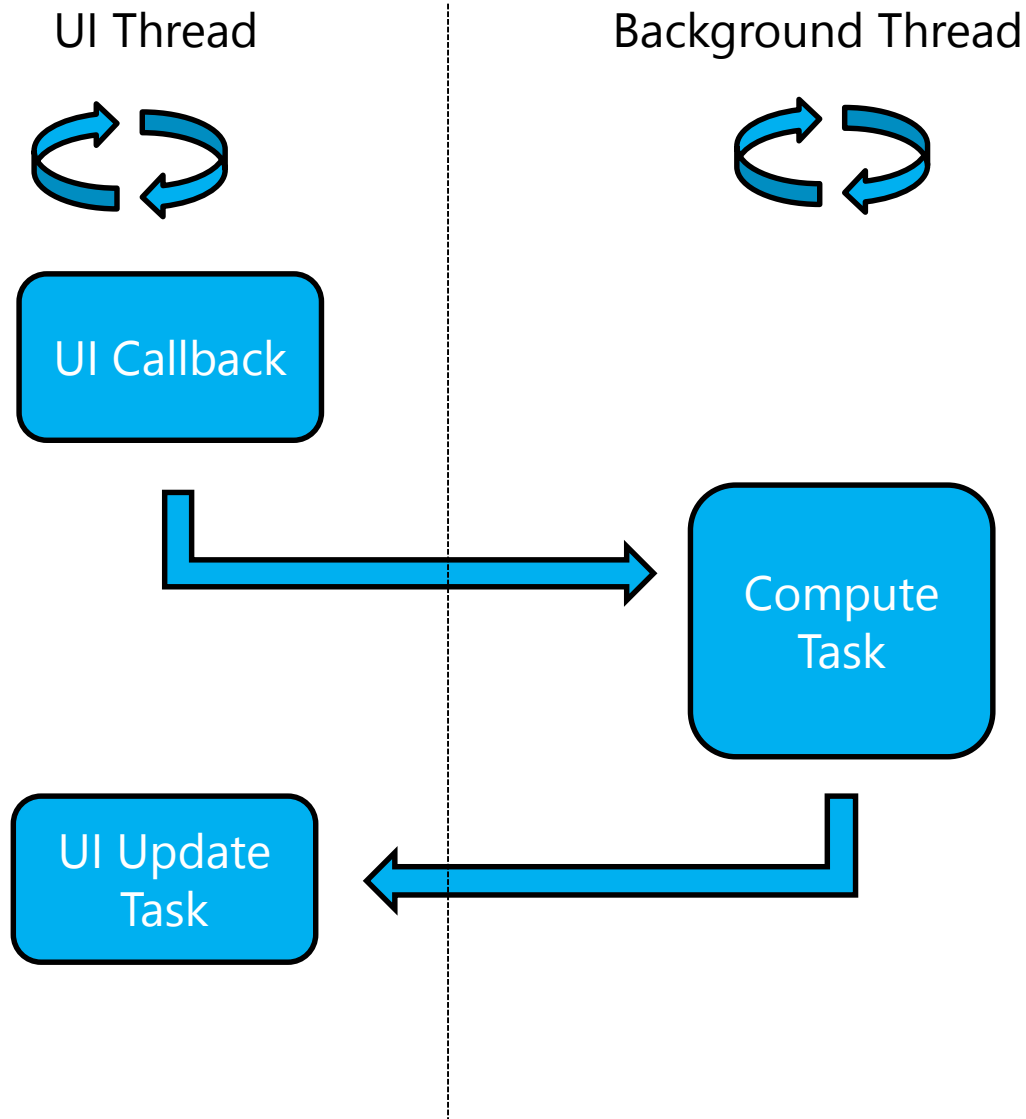 UI Thread
Background Thread
UI Callback
Compute
Task
UI Update
Task